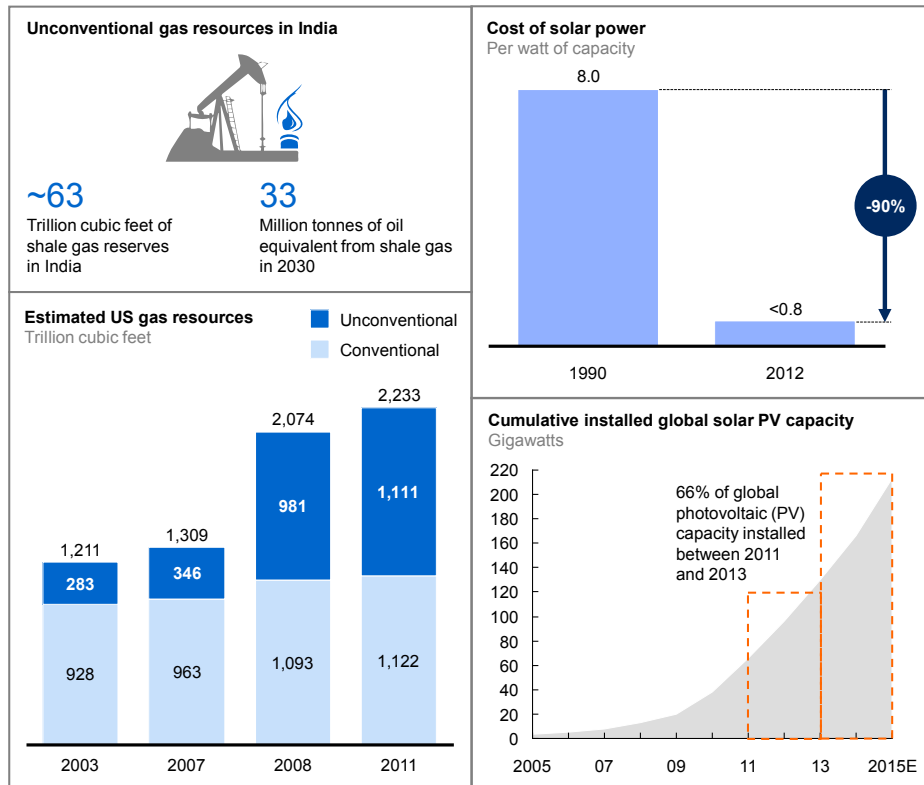 Unconventional gas resources in India
~63
Trillion cubic feet of
shale gas reserves
in India
33
Million tonnes of oil
equivalent from shale gas
in 2030
Cost of solar power
Per watt of capacity
8.0
-90%
<0.8
1990
2012
Estimated US gas resources
Trillion cubic feet
Unconventional
Conventional
1,211
283
928
1,309
346
963
2,074
981
1,093
2,233
1,111
1,122
2003
2007
2008
2011
Cumulative installed global solar PV capacity
Gigawatts
220
200
180
160
140
120
100
80
60
40
20
0
66% of global
photovoltaic (PV)
capacity installed
between 2011
and 2013
2005
07
09
11
13
2015E